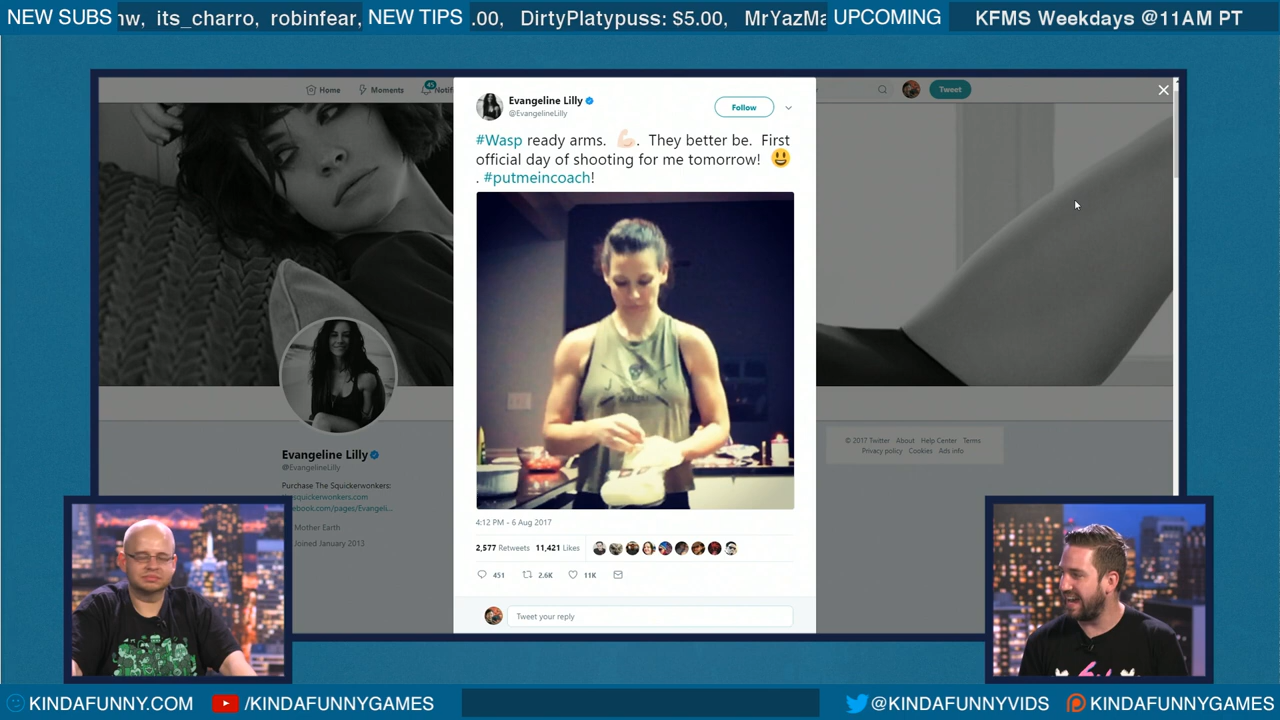 NEW SUBS
its_charro, robinfear,
NEW TIPS
.00, DirtyPlatypuss: $5.00,
UPCOMING
KFMS Weekdays @11AM PT
Home
Moments
45
Tweet
Evangeline Lilly
@EvangelineLilly
Follow
#Wasp ready arms. 💪🏻. They better be. First
official day of shooting for me tomorrow! 😃
. #putmeincoach!
J K
4:12 PM - 6 Aug 2017
2,577 Retweets 11,421 Likes
451 2.6K 11K
Tweet your reply
Evangeline Lilly
@EvangelineLilly
Purchase The Squickerwonkers:
squickerwonkers.com
ebook.com/pages/Evangeli...
Mother Earth
Joined January 2013
© 2017 Twitter About Help Center Terms
Privacy policy Cookies Ads info
KINDAFUNNY.COM
/KINDAFUNNYGAMES
@KINDAFUNNYVIDS
KINDAFUNNYGAMES